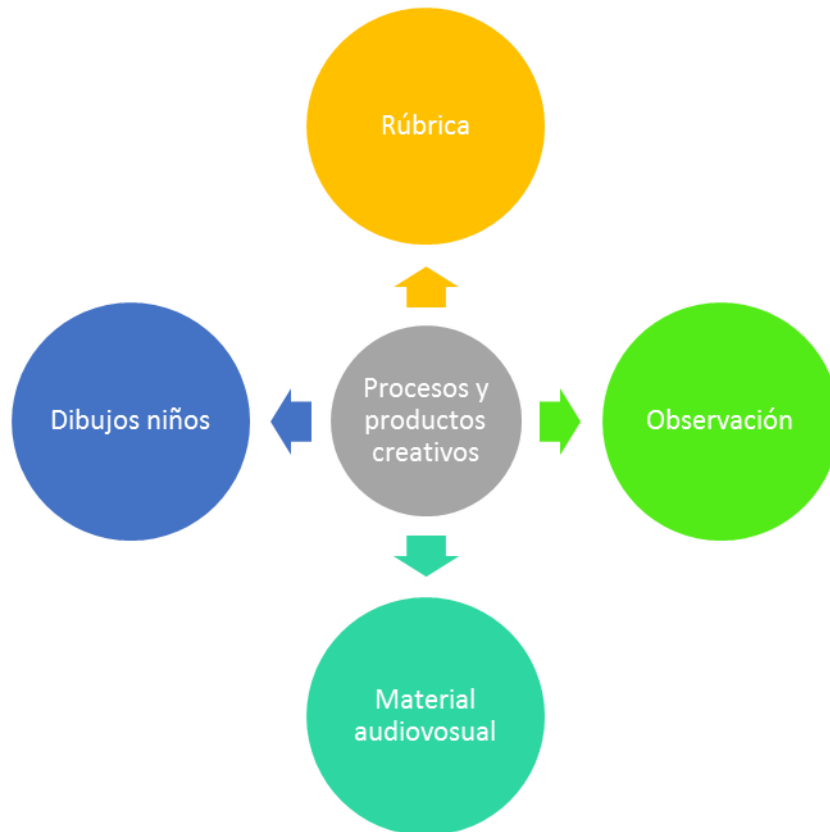 Rúbrica
Dibujos niños
Procesos y
productos
creativos
Observación
Material
audiovosual